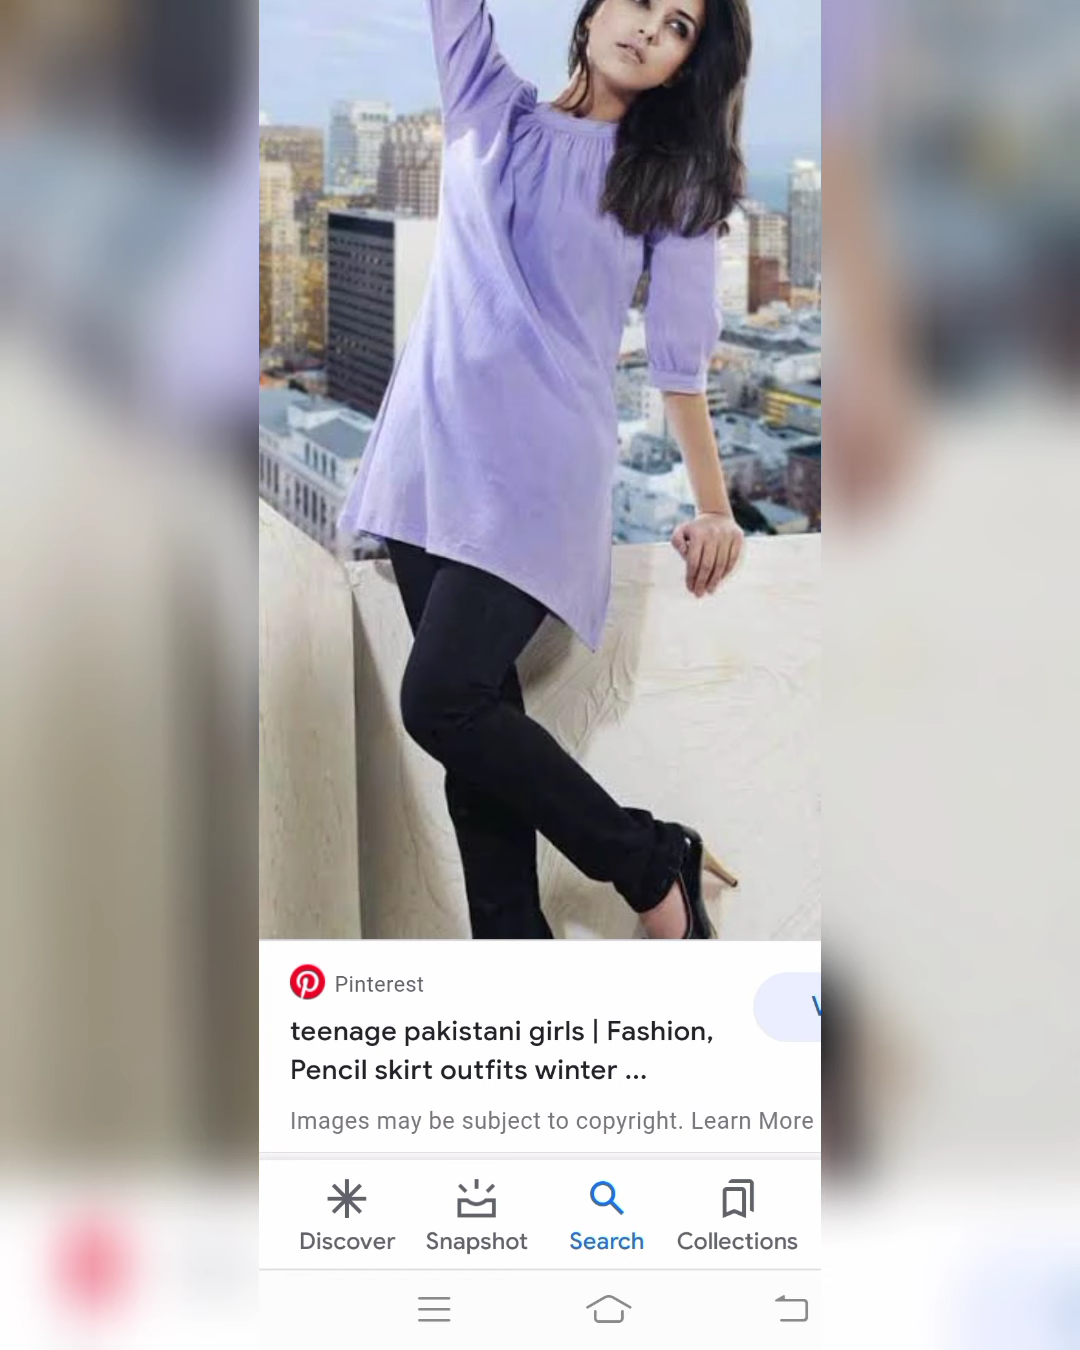 Pinterest
teenage pakistani girls | Fashion,
Pencil skirt outfits winter ...
Images may be subject to copyright. Learn More
Discover Snapshot Search Collections